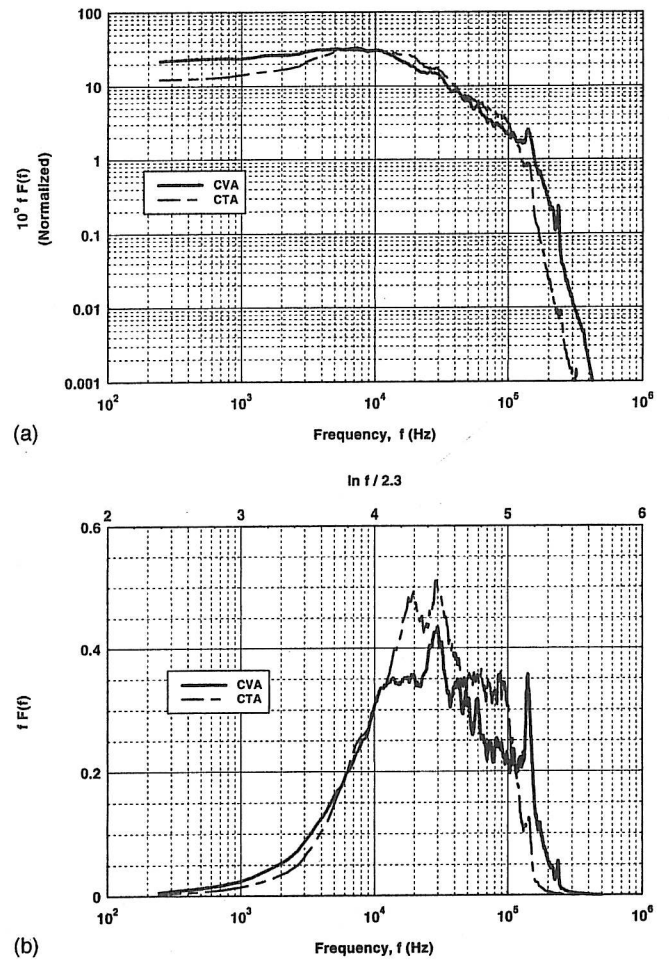 100
10
1
0.1
0.01
0.001
10⁵ f F(f)
(Normalized)
CVA
CTA
10² 10³ 10⁴ 10⁵ 10⁶
Frequency, f (Hz)
(a)
ln f / 2.3
2 3 4 5 6
0.6
0.4
0.2
0
f F(f)
CVA
CTA
10² 10³ 10⁴ 10⁵ 10⁶
Frequency, f (Hz)
(b)